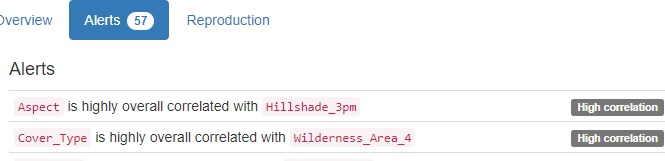 Overview Alerts 57 Reproduction
Alerts
Aspect is highly overall correlated with Hillshade_3pm High correlation
Cover_Type is highly overall correlated with Wilderness_Area_4 High correlation